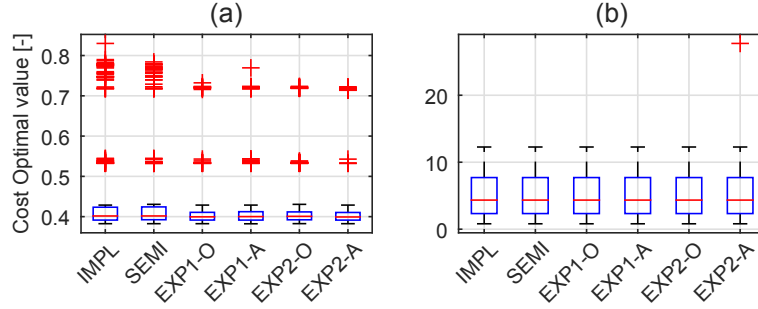 (a)
Cost Optimal value [-]
0.8
0.7
0.6
0.5
0.4
IMPL
SEMI
EXP1-O
EXP1-A
EXP2-O
EXP2-A
(b)
20
10
0
IMPL
SEMI
EXP1-O
EXP1-A
EXP2-O
EXP2-A